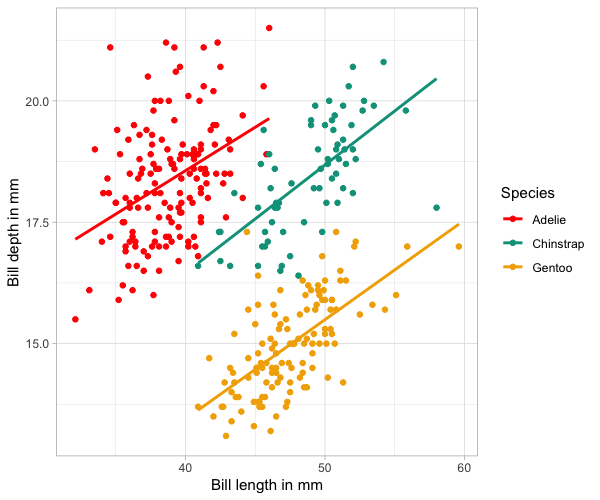 20.0
17.5
15.0
Bill depth in mm
40
50
60
Bill length in mm
Species
Adelie
Chinstrap
Gentoo